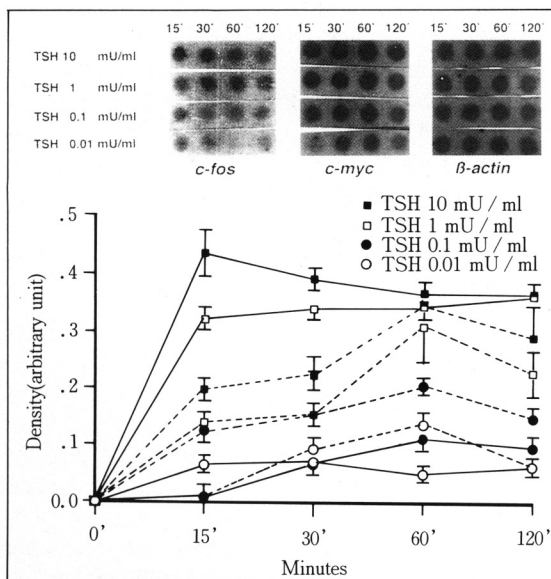 15' 30' 60' 120' 15' 30' 60' 120' 15' 30' 60' 120'
TSH 10 mU/ml
TSH 1 mU/ml
TSH 0.1 mU/ml
TSH 0.01 mU/ml
c-fos c-myc β-actin
TSH 10 mU / ml
TSH 1 mU / ml
TSH 0.1 mU / ml
TSH 0.01 mU / ml
Density(arbitrary unit)
.5
.4
.3
.2
.1
0.0
0' 15' 30' 60' 120'
Minutes